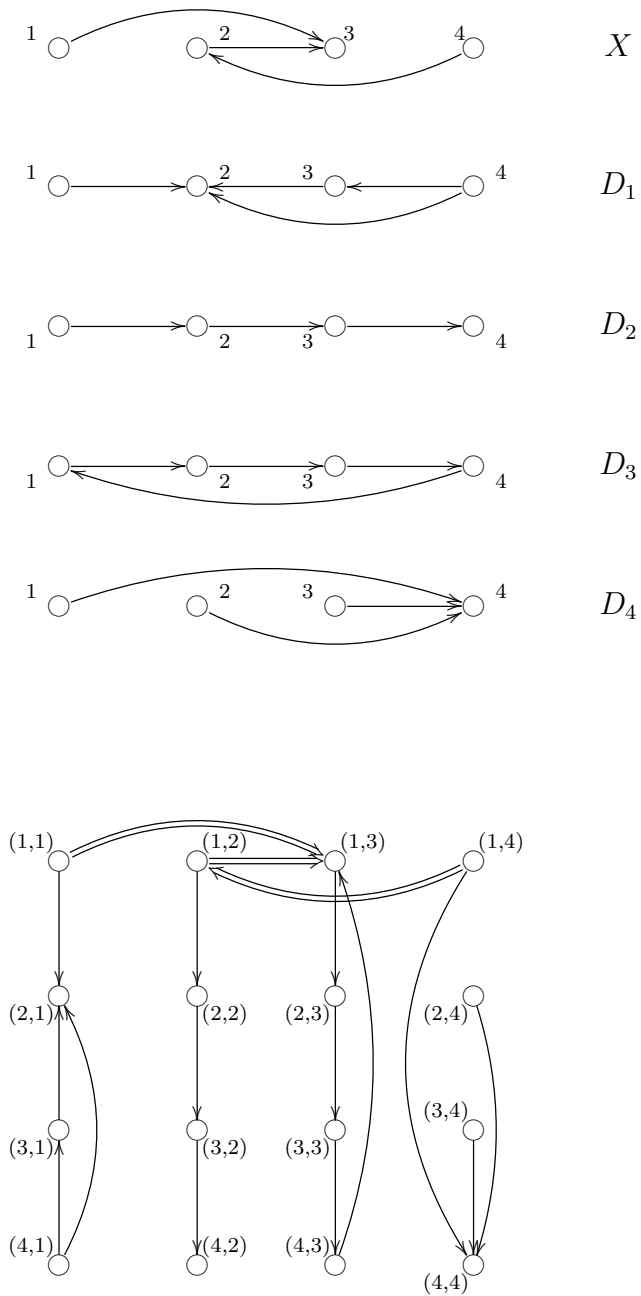 1 2 3 4 X
1 2 3 4 D₁
1 2 3 4 D₂
1 2 3 4 D₃
1 2 3 4 D₄
(1,1) (1,2) (1,3) (1,4)
(2,1) (2,2) (2,3) (2,4)
(3,1) (3,2) (3,3) (3,4)
(4,1) (4,2) (4,3) (4,4)